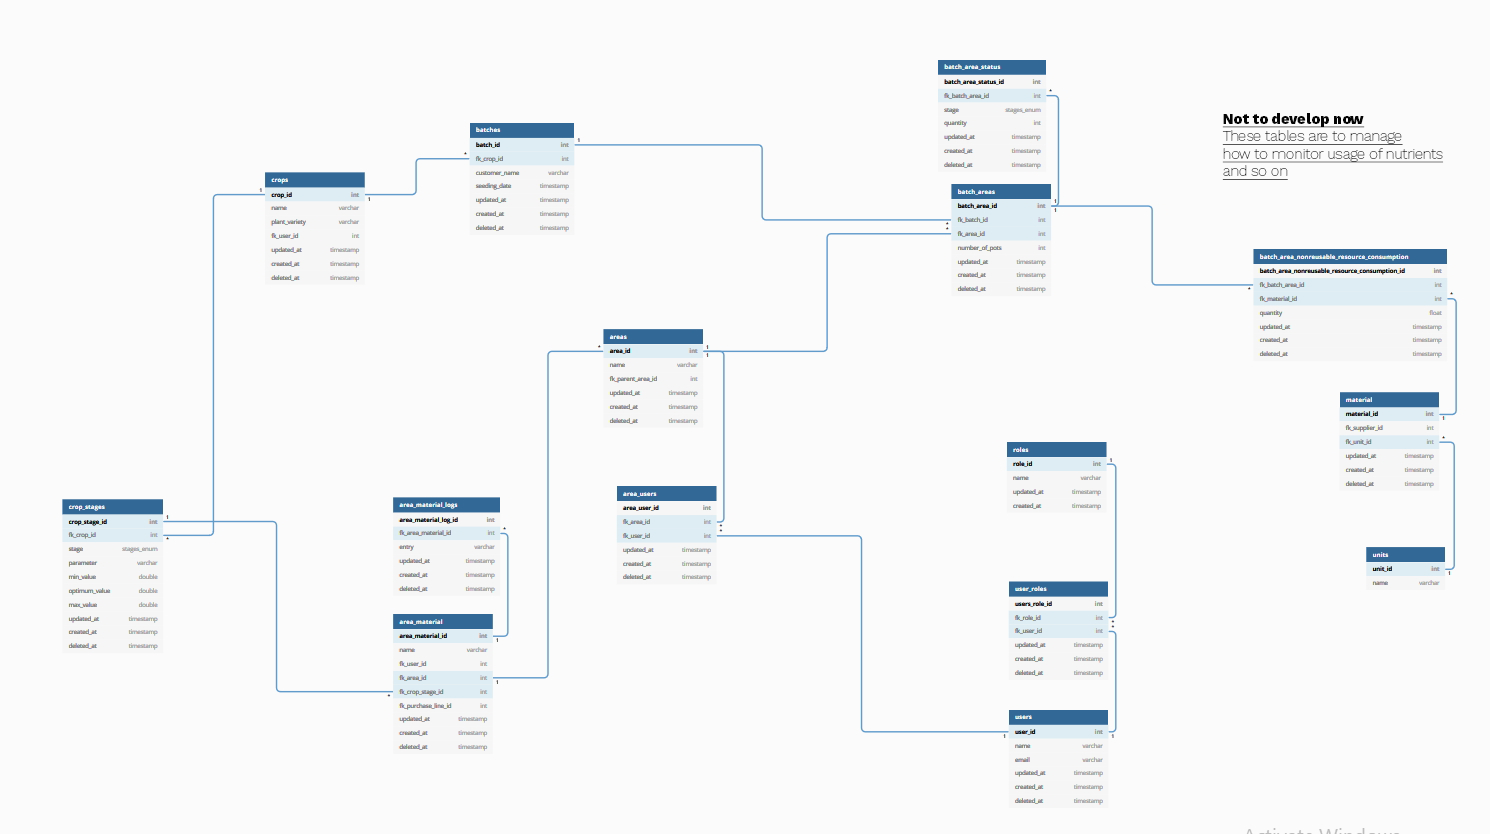 batch_area_status
batch_area_status_id int
fk_batch_area_id int
stage stages_enum
quantity int
updated_at timestamp
created_at timestamp
deleted_at timestamp
Not to develop now
These tables are to manage
how to monitor usage of nutrients
and so on
batches
batch_id int
fk_crop_id int
customer_name varchar
seeding_date timestamp
updated_at timestamp
created_at timestamp
deleted_at timestamp
crops
crop_id int
name varchar
plant_variety varchar
fk_user_id int
updated_at timestamp
created_at timestamp
deleted_at timestamp
batch_areas
batch_area_id int
fk_batch_id int
fk_area_id int
number_of_pots int
updated_at timestamp
created_at timestamp
deleted_at timestamp
batch_area_nonreusable_resource_consumption
batch_area_nonreusable_resource_consumption_id int
fk_batch_area_id int
fk_material_id int
quantity float
updated_at timestamp
created_at timestamp
deleted_at timestamp
areas
area_id int
name varchar
fk_parent_area_id int
updated_at timestamp
created_at timestamp
deleted_at timestamp
material
material_id int
fk_supplier_id int
fk_unit_id int
updated_at timestamp
created_at timestamp
deleted_at timestamp
roles
role_id int
name varchar
updated_at timestamp
created_at timestamp
crop_stages
crop_stage_id int
fk_crop_id int
stage stages_enum
parameter varchar
min_value double
optimum_value double
max_value double
updated_at timestamp
created_at timestamp
deleted_at timestamp
area_material_logs
area_material_log_id int
fk_area_material_id int
entry varchar
updated_at timestamp
created_at timestamp
deleted_at timestamp
area_users
area_user_id int
fk_area_id int
fk_user_id int
updated_at timestamp
created_at timestamp
deleted_at timestamp
units
unit_id int
name varchar
user_roles
users_role_id int
fk_role_id int
fk_user_id int
updated_at timestamp
created_at timestamp
deleted_at timestamp
area_material
area_material_id int
name varchar
fk_user_id int
fk_area_id int
fk_crop_stage_id int
fk_purchase_line_id int
updated_at timestamp
created_at timestamp
deleted_at timestamp
users
user_id int
name varchar
email varchar
updated_at timestamp
created_at timestamp
deleted_at timestamp
Activate Windows